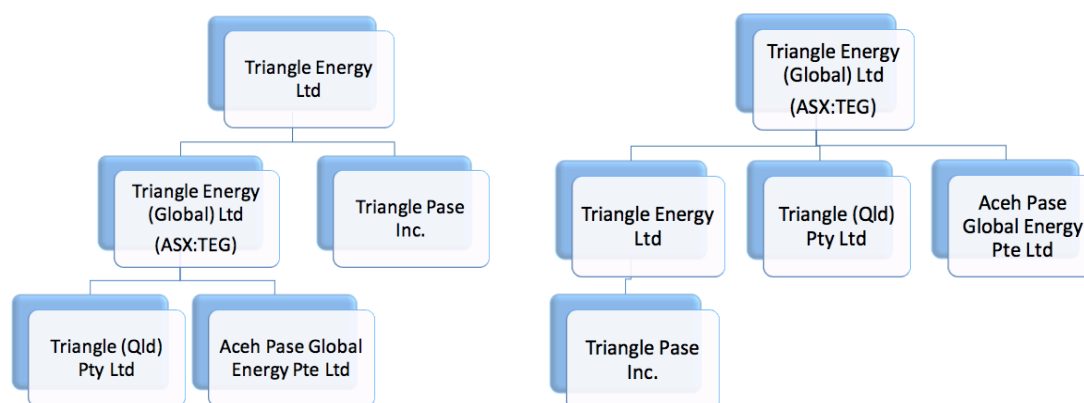 Triangle Energy
Ltd
Triangle Energy
(Global) Ltd
(ASX:TEG)
Triangle Pase
Inc.
Triangle (Qld)
Pty Ltd
Aceh Pase Global
Energy Pte Ltd
Triangle Energy
(Global) Ltd
(ASX:TEG)
Triangle Energy
Ltd
Triangle (Qld)
Pty Ltd
Aceh Pase
Global Energy
Pte Ltd
Triangle Pase
Inc.